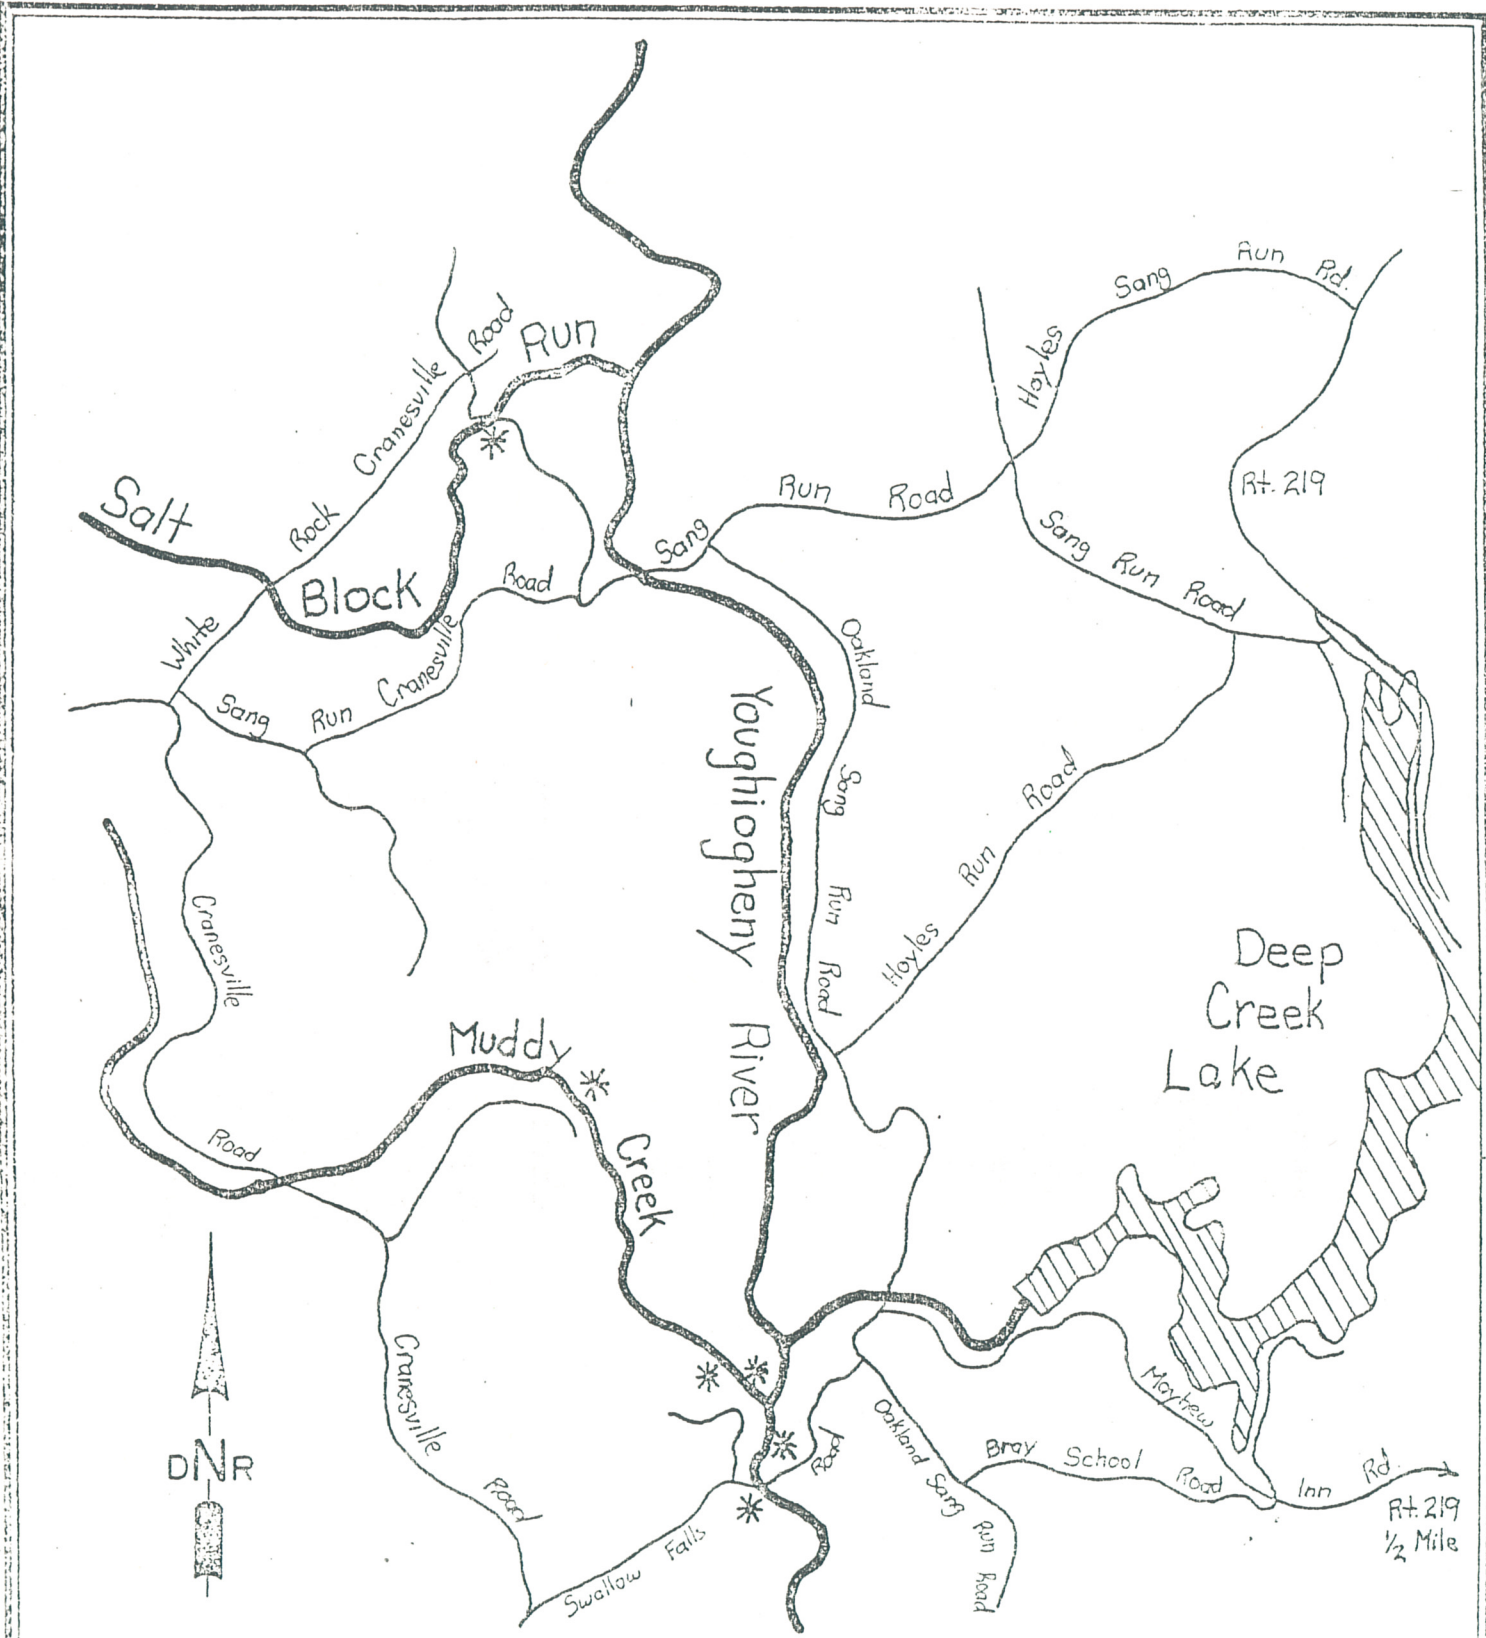 Run Rd.
Hoyles Sang
White Rock Cranesville Road
Salt Block Run
Rt. 219
Sang Run Road
Sang Run Road
Sang Run Cranesville Road
Oakland Sang Run Road
Youghiogheny River
Hoyles Run Road
Cranesville Road
Deep Creek Lake
Muddy Creek
Cranesville Road
DNR
Swallow Falls Road
Oakland Sang Run Road
Mayhew Inn Rd.
Bray School Road
Rt. 219
1/2 Mile